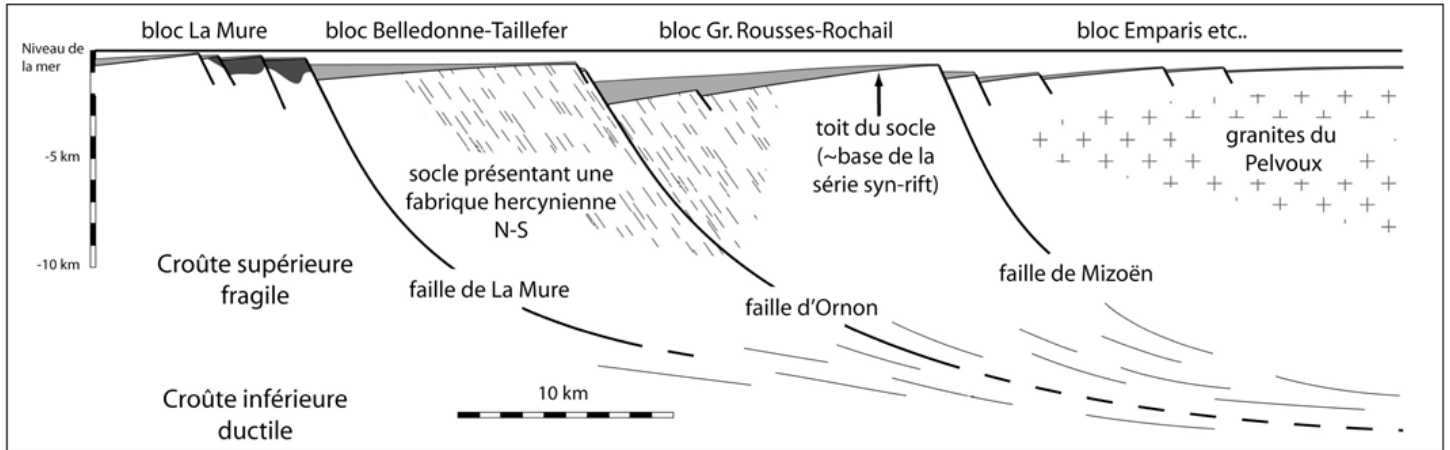 bloc La Mure
bloc Belledonne-Taillefer
bloc Gr. Rousses-Rochail
bloc Emparis etc..
Niveau de
la mer
-5 km
-10 km
socle présentant une
fabrique hercynienne
N-S
toit du socle
(~base de la
série syn-rift)
granites du
Pelvoux
Croûte supérieure
fragile
faille de La Mure
faille d'Ornon
faille de Mizoën
Croûte inférieure
ductile
10 km